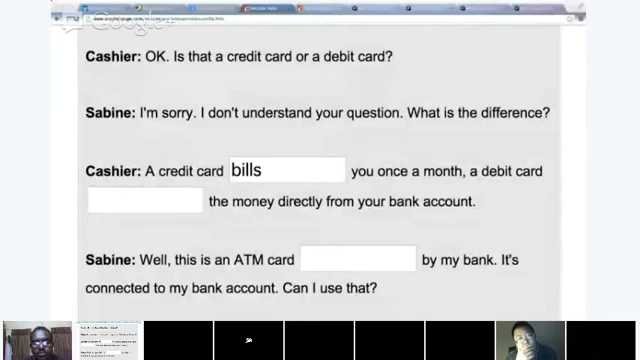 Google+
Cashier: OK. Is that a credit card or a debit card?
Sabine: I'm sorry. I don't understand your question. What is the difference?
Cashier: A credit card bills you once a month, a debit card
the money directly from your bank account.
Sabine: Well, this is an ATM card by my bank. It's
connected to my bank account. Can I use that?